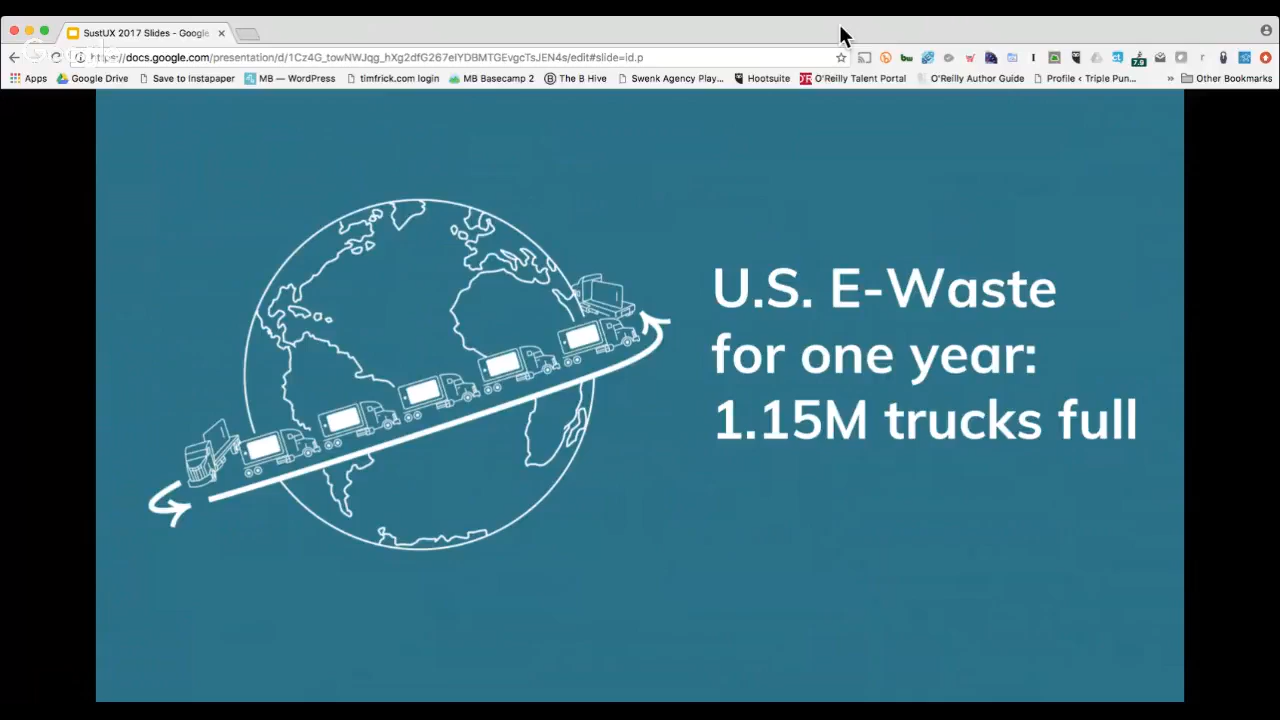 SustUX 2017 Slides - Google
https://docs.google.com/presentation/d/1Cz4G_towNWJqg_hXg2dfG267eIYDBMTGEvgcTsJEN4s/edit#slide=id.p
Apps Google Drive Save to Instapaper MB — WordPress timfrick.com login MB Basecamp 2 The B Hive Swenk Agency Play... Hootsuite O'Reilly Talent Portal O'Reilly Author Guide Profile ‹ Triple Pun... » Other Bookmarks
U.S. E-Waste
for one year:
1.15M trucks full